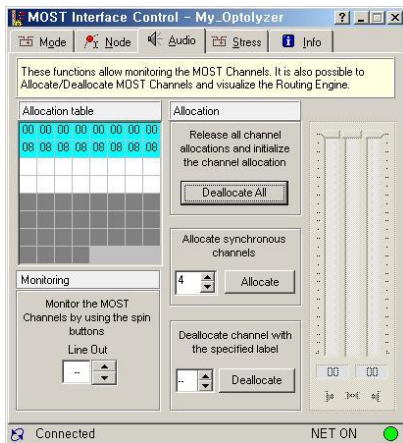 MOST Interface Control - My_Optolyzer
Mode
Node
Audio
Stress
Info
These functions allow monitoring the MOST Channels. It is also possible to
Allocate/Deallocate MOST Channels and visualize the Routing Engine.
Allocation table
00 00 00 00 00 00 00 00
08 08 08 08 08 08 08 08
Monitoring
Monitor the MOST
Channels by using the spin
buttons
Line Out
--
Allocation
Release all channel
allocations and initialize
the channel allocation
Deallocate All
Allocate synchronous
channels
4
Allocate
Deallocate channel with
the specified label
--
Deallocate
00
00
Connected
NET ON